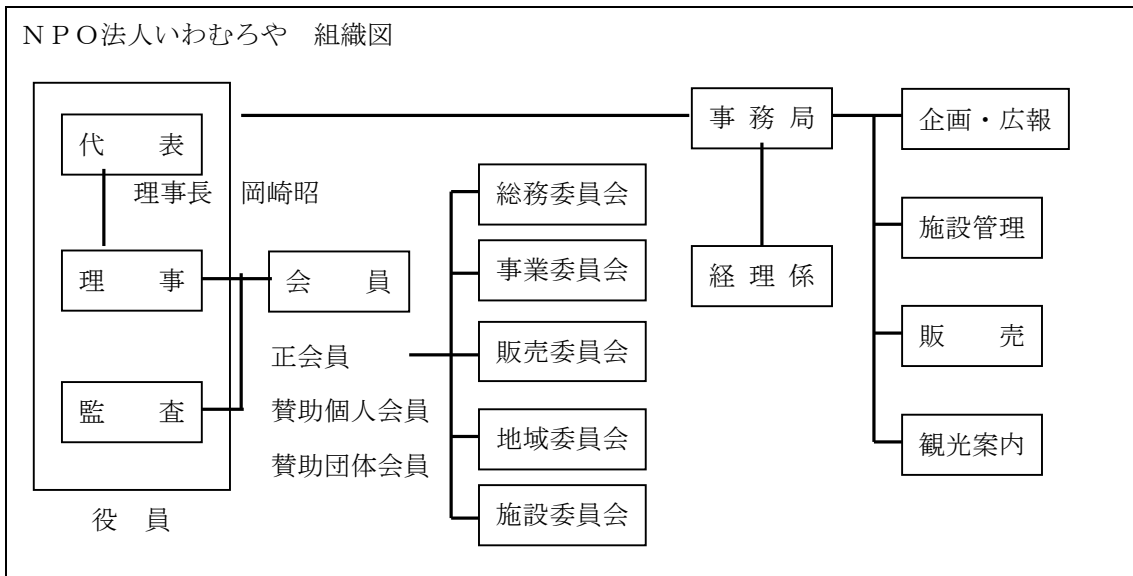 NPO法人いわむろや 組織図
代 表
理事長 岡崎昭
理 事
監 査
役 員
会 員
正会員
賛助個人会員
賛助団体会員
総務委員会
事業委員会
販売委員会
地域委員会
施設委員会
事 務 局
経 理 係
企画・広報
施設管理
販 売
観光案内